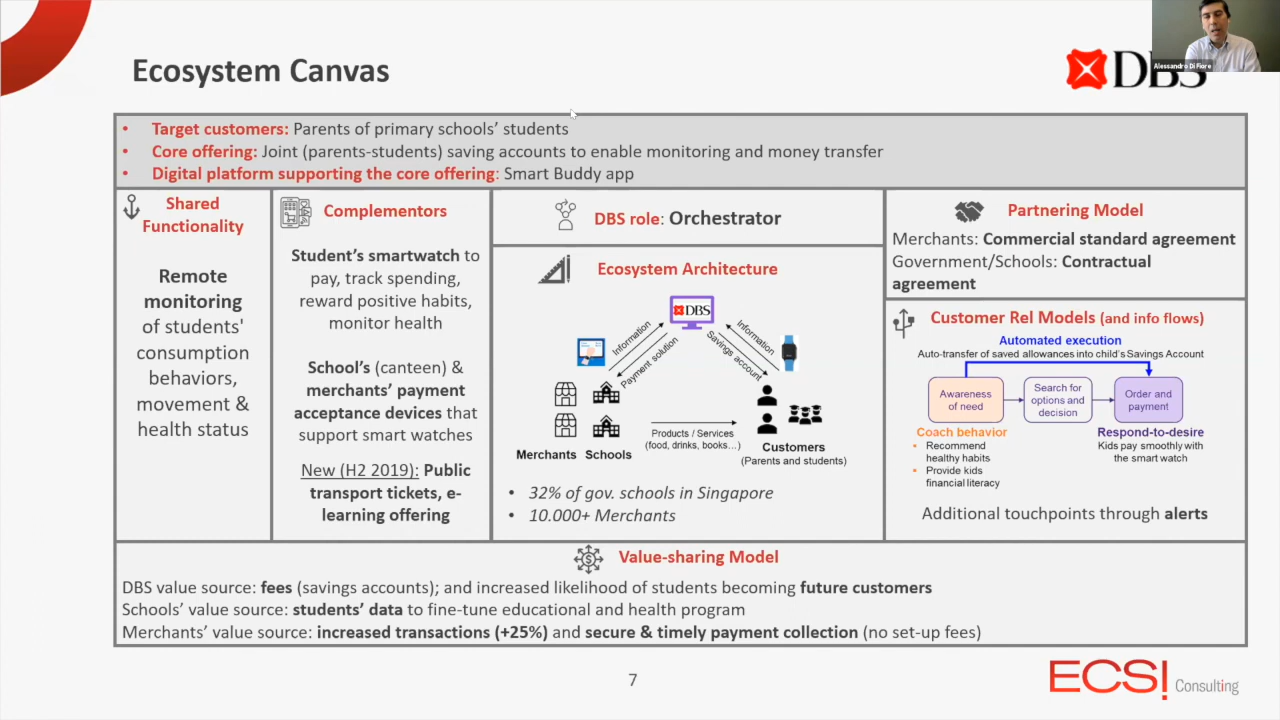 Ecosystem Canvas
Alessandro Di Fiore
DBS
• Target customers: Parents of primary schools' students
• Core offering: Joint (parents-students) saving accounts to enable monitoring and money transfer
• Digital platform supporting the core offering: Smart Buddy app
Shared
Functionality
Remote
monitoring
of students'
consumption
behaviors,
movement &
health status
Complementors
Student's smartwatch to
pay, track spending,
reward positive habits,
monitor health
School's (canteen) &
merchants' payment
acceptance devices that
support smart watches
New (H2 2019): Public
transport tickets, e-
learning offering
DBS role: Orchestrator
Ecosystem Architecture
DBS
Information
Payment solution
Information
Savings account
Merchants
Schools
Products / Services
(food, drinks, books...)
Customers
(Parents and students)
• 32% of gov. schools in Singapore
• 10.000+ Merchants
Partnering Model
Merchants: Commercial standard agreement
Government/Schools: Contractual
agreement
Customer Rel Models (and info flows)
Automated execution
Auto-transfer of saved allowances into child's Savings Account
Awareness
of need
Search for
options and
decision
Order and
payment
Coach behavior
• Recommend
healthy habits
• Provide kids
financial literacy
Respond-to-desire
Kids pay smoothly with
the smart watch
Additional touchpoints through alerts
Value-sharing Model
DBS value source: fees (savings accounts); and increased likelihood of students becoming future customers
Schools' value source: students' data to fine-tune educational and health program
Merchants' value source: increased transactions (+25%) and secure & timely payment collection (no set-up fees)
7
ECSI Consulting